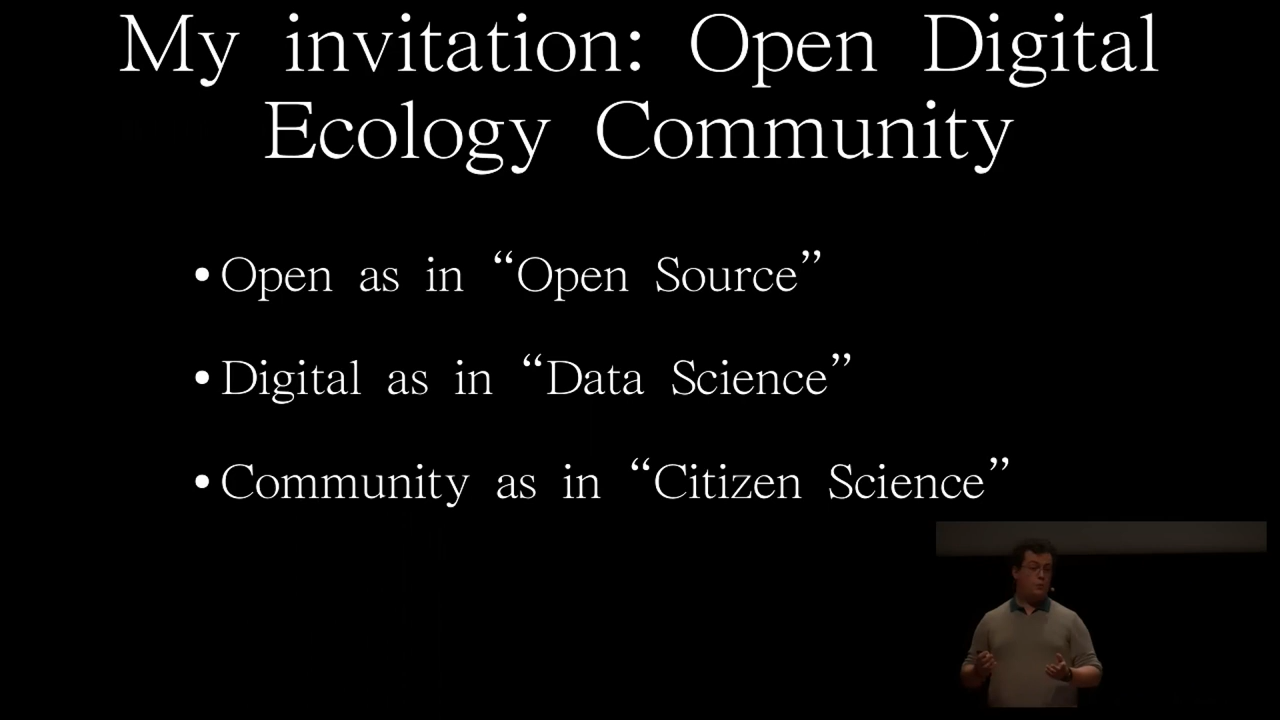 My invitation: Open Digital
Ecology Community
• Open as in “Open Source”
• Digital as in “Data Science”
• Community as in “Citizen Science”